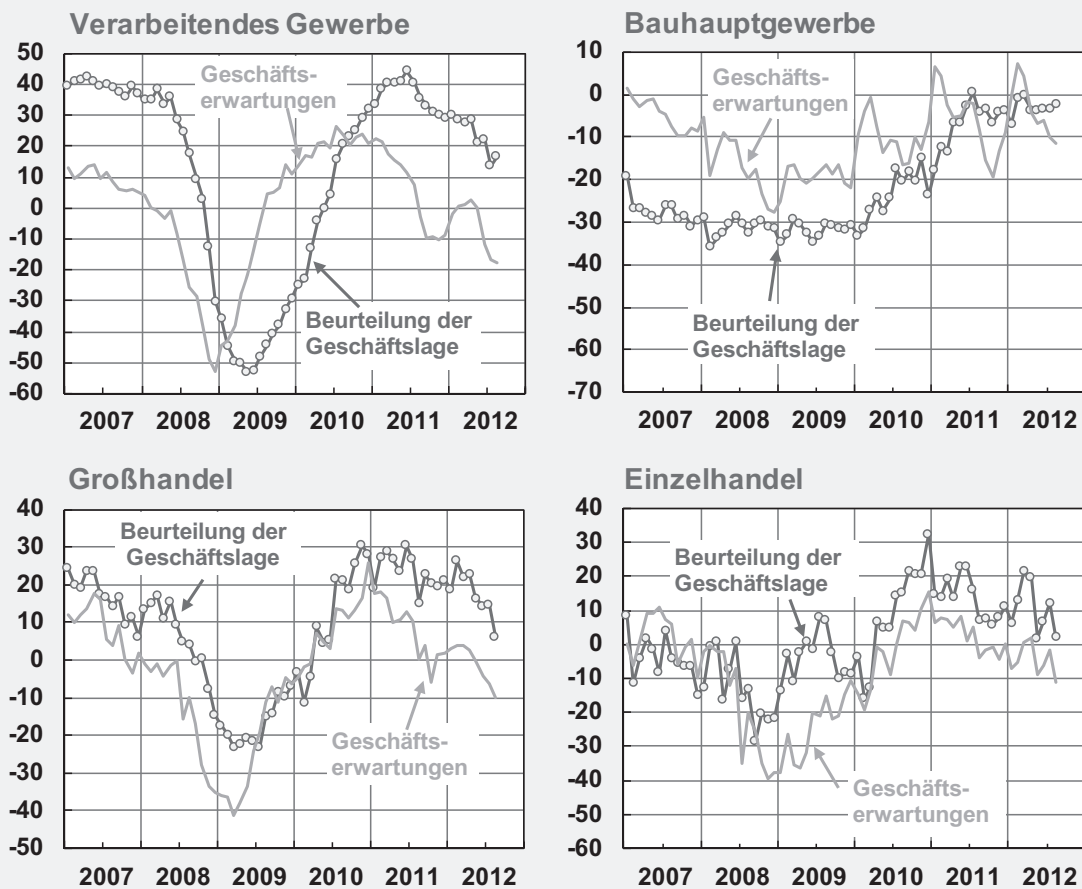 Verarbeitendes Gewerbe
50
40
30
20
10
0
-10
-20
-30
-40
-50
-60
Geschäfts-
erwartungen
Beurteilung der
Geschäftslage
2007 2008 2009 2010 2011 2012
Bauhauptgewerbe
10
0
-10
-20
-30
-40
-50
-60
-70
Geschäfts-
erwartungen
Beurteilung der
Geschäftslage
2007 2008 2009 2010 2011 2012
Großhandel
40
30
20
10
0
-10
-20
-30
-40
-50
Beurteilung der
Geschäftslage
Geschäfts-
erwartungen
2007 2008 2009 2010 2011 2012
Einzelhandel
40
30
20
10
0
-10
-20
-30
-40
-50
-60
Beurteilung der
Geschäftslage
Geschäfts-
erwartungen
2007 2008 2009 2010 2011 2012